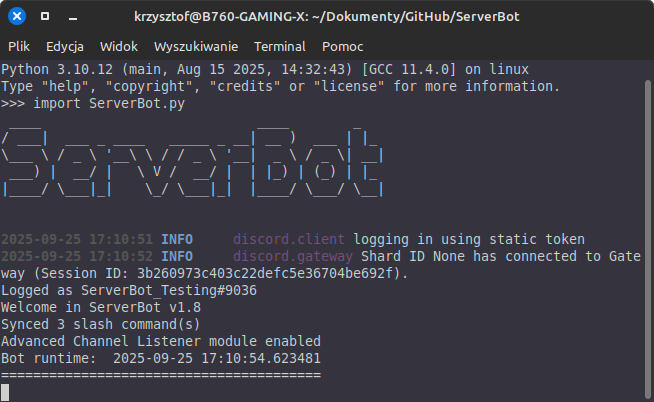 krzysztof@B760-GAMING-X: ~/Dokumenty/GitHub/ServerBot
Plik Edycja Widok Wyszukiwanie Terminal Pomoc
Python 3.10.12 (main, Aug 15 2025, 14:32:43) [GCC 11.4.0] on linux
Type "help", "copyright", "credits" or "license" for more information.
>>> import ServerBot.py
ServerBot
2025-09-25 17:10:51 INFO     discord.client logging in using static token
2025-09-25 17:10:52 INFO     discord.gateway Shard ID None has connected to Gate
way (Session ID: 3b260973c403c22defc5e36704be692f).
Logged as ServerBot_Testing#9036
Welcome in ServerBot v1.8
Synced 3 slash command(s)
Advanced Channel Listener module enabled
Bot runtime:  2025-09-25 17:10:54.623481
========================================